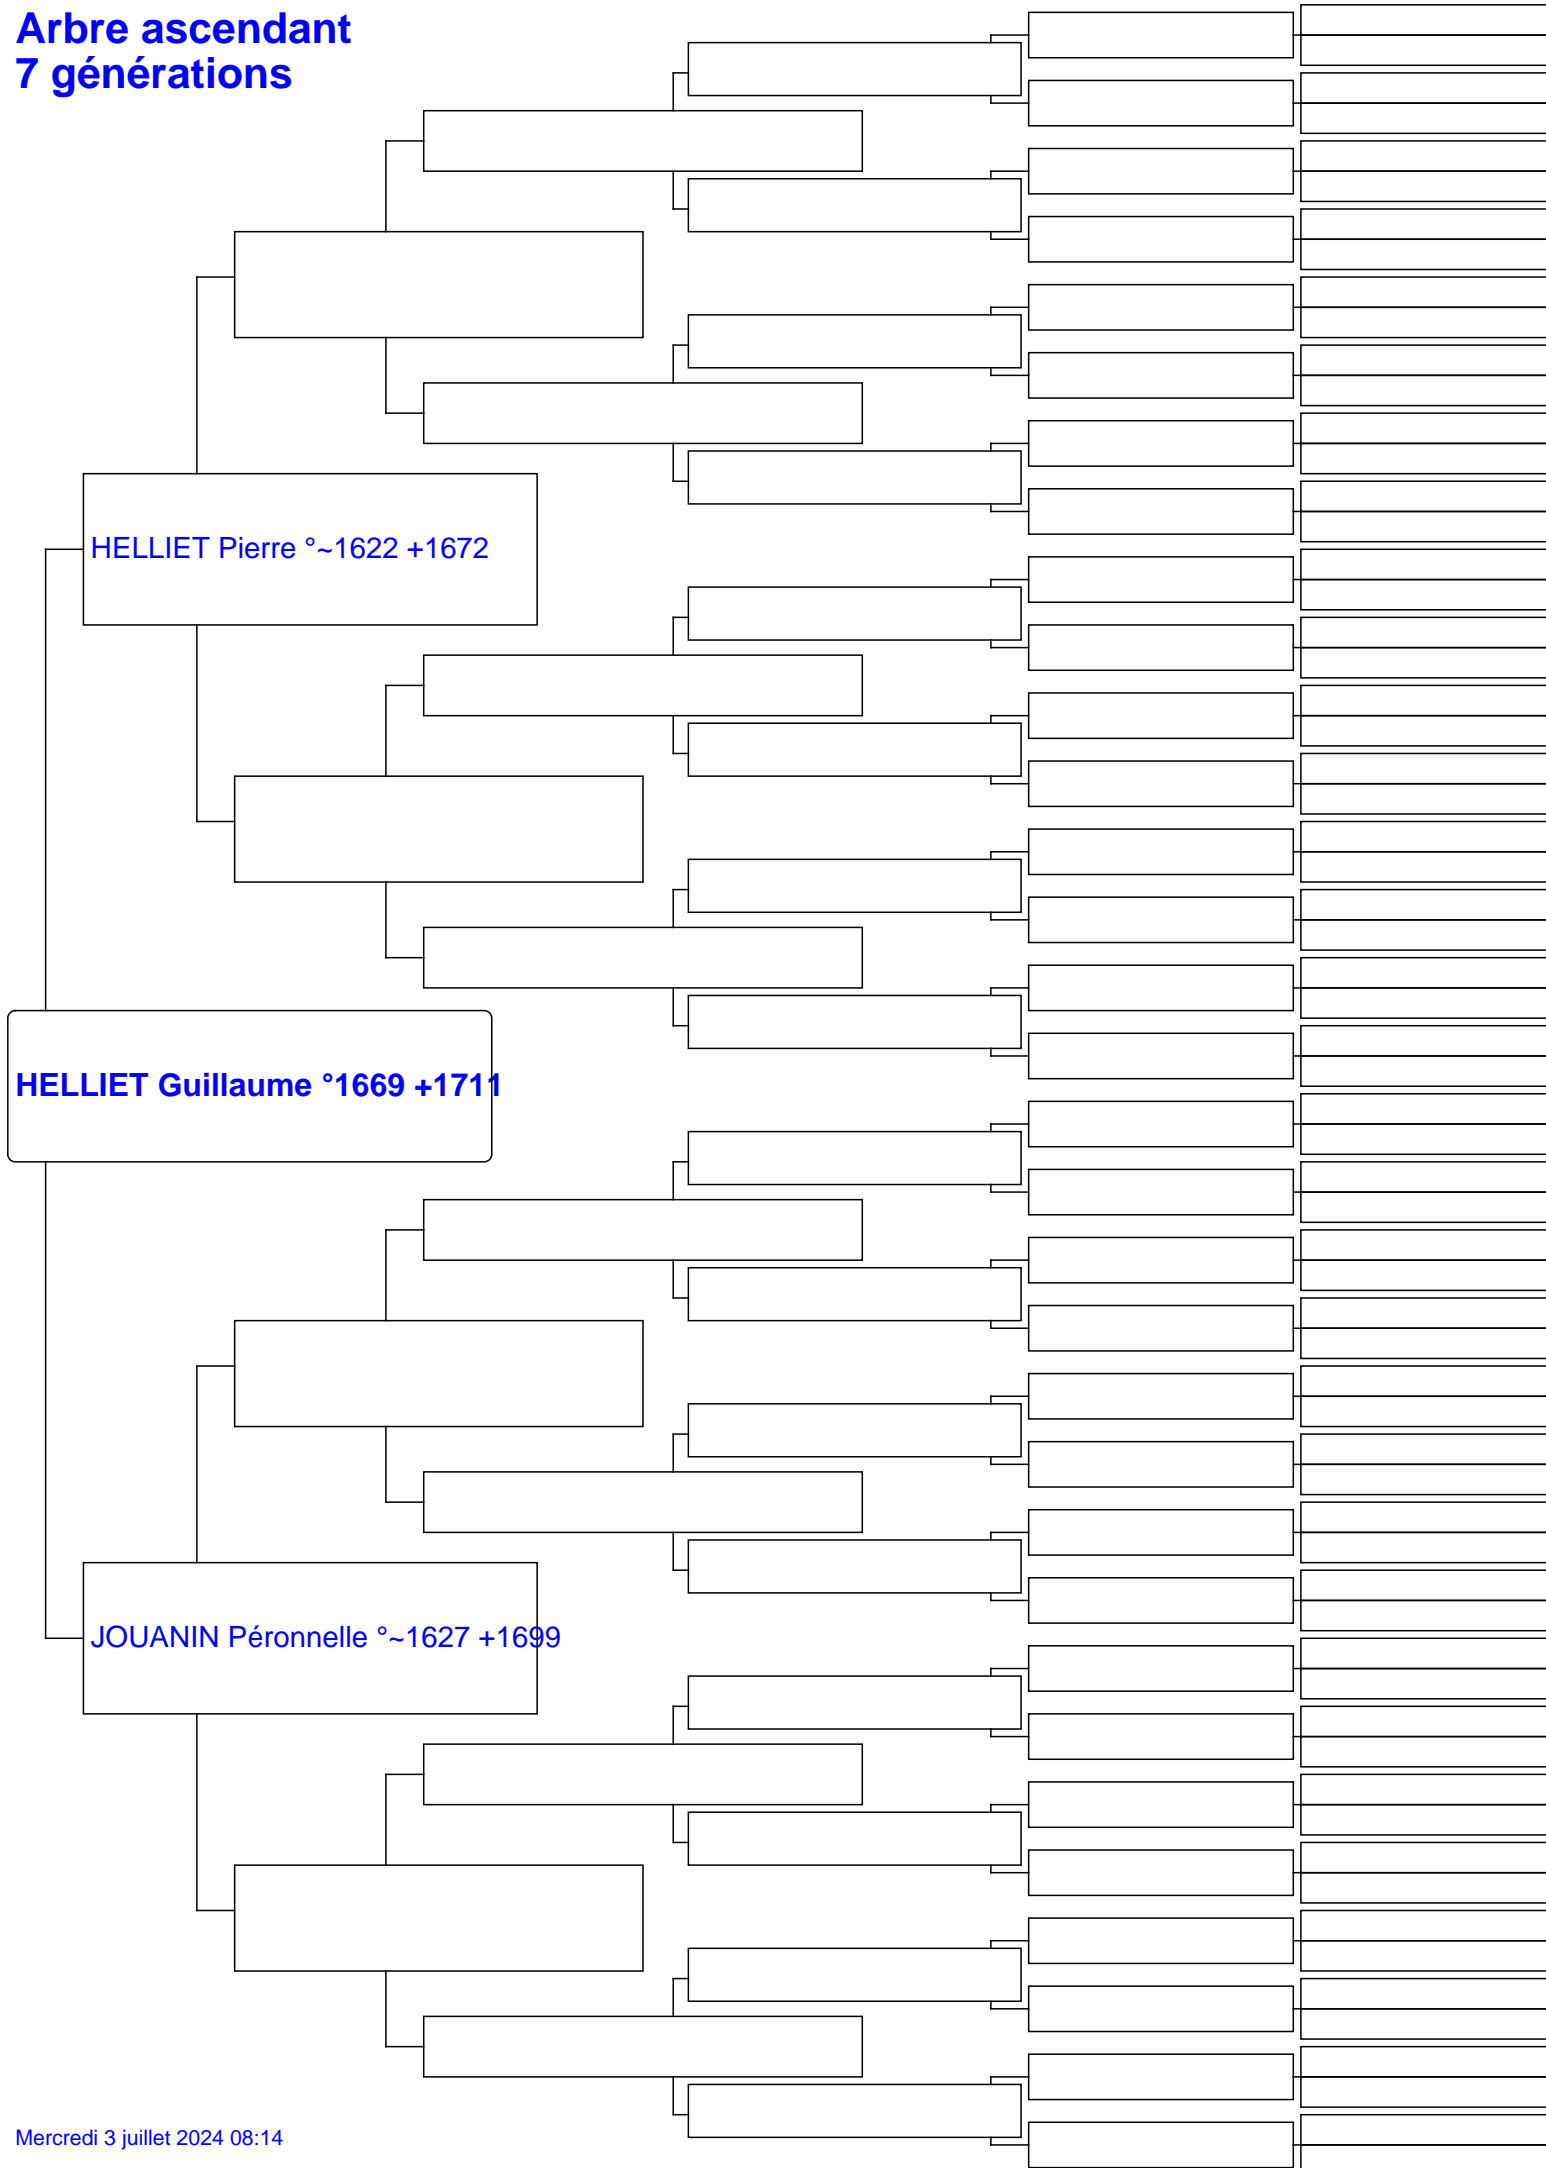 Arbre ascendant
7 générations
HELLIET Pierre °~1622 +1672
HELLIET Guillaume °1669 +1711
JOUANIN Péronnelle °~1627 +1699
Mercredi 3 juillet 2024 08:14